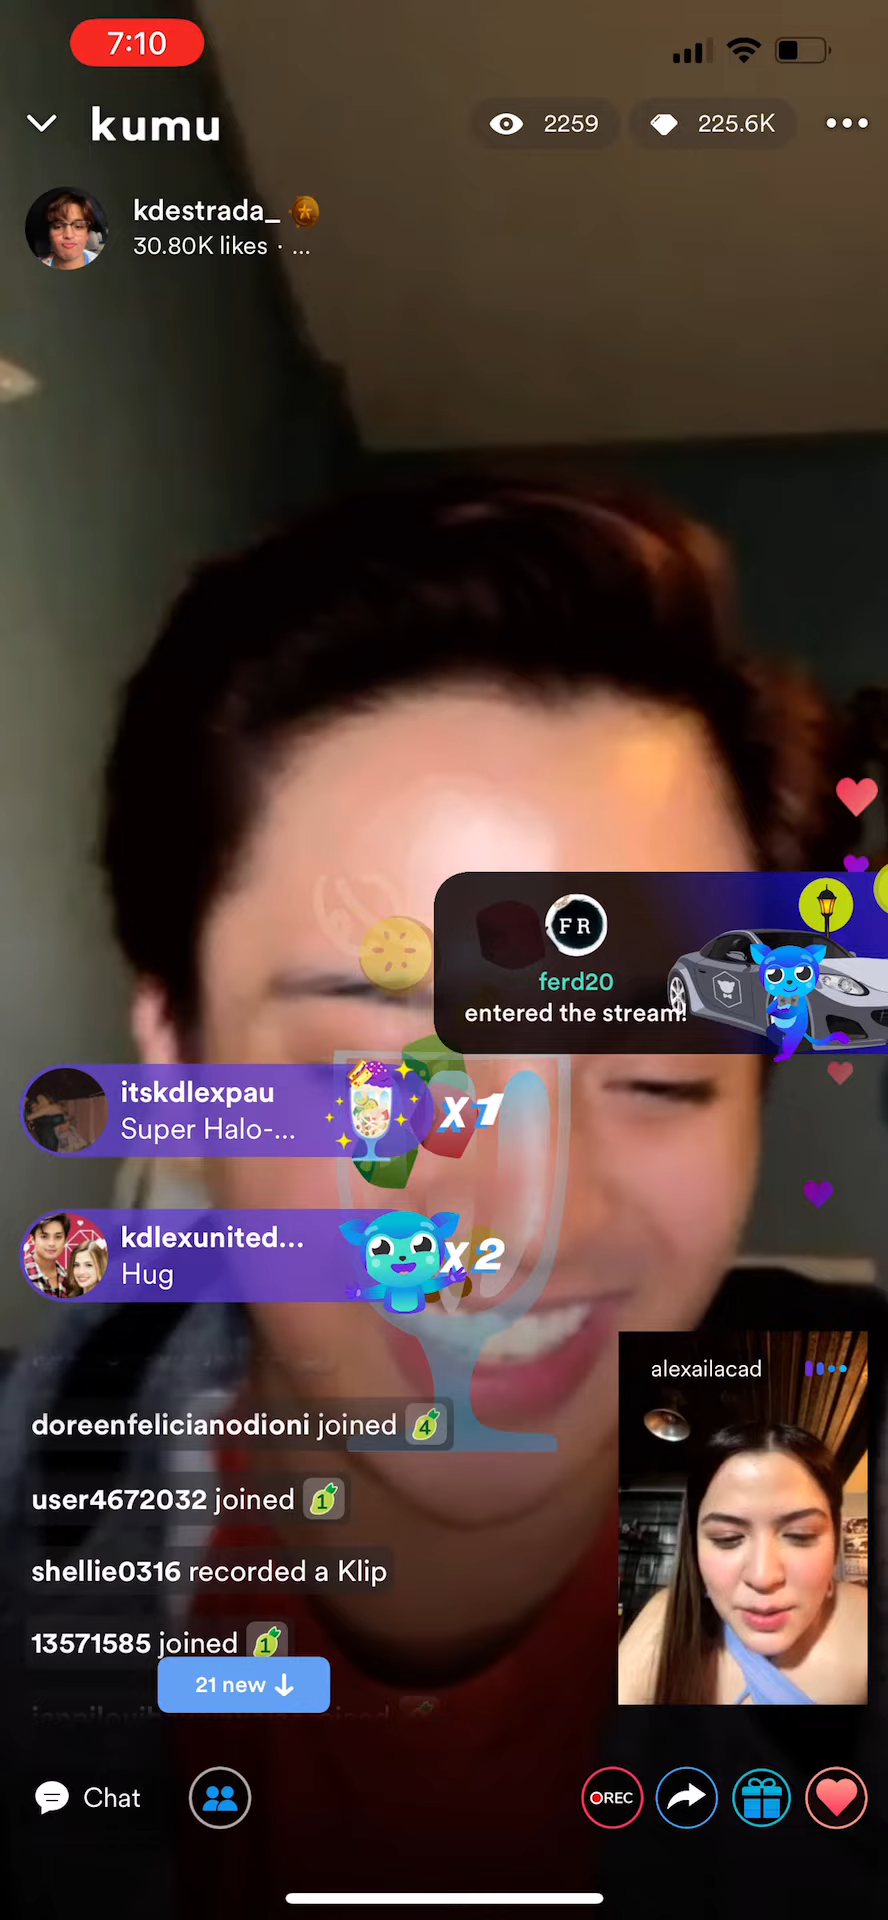 7:10
kumu
2259
225.6K
kdestrada_
30.80K likes · ...
FR
ferd20
entered the stream!
itskdlexpau
Super Halo-...
x1
kdlexunited...
Hug
x2
alexailacad
doreenfelicianodioni joined 4
user4672032 joined 1
shellie0316 recorded a Klip
13571585 joined 1
21 new
Chat
REC